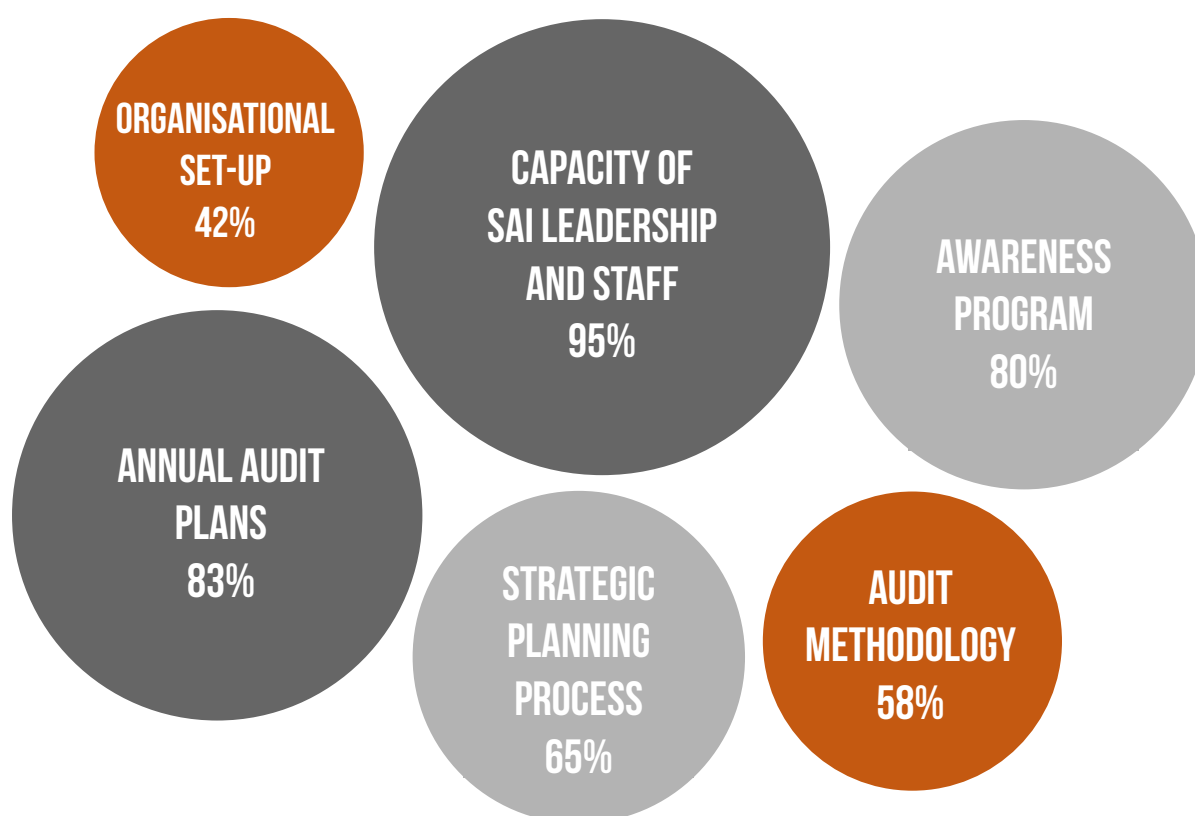 ORGANISATIONAL
SET-UP
42%
CAPACITY OF
SAI LEADERSHIP
AND STAFF
95%
AWARENESS
PROGRAM
80%
ANNUAL AUDIT
PLANS
83%
STRATEGIC
PLANNING
PROCESS
65%
AUDIT
METHODOLOGY
58%